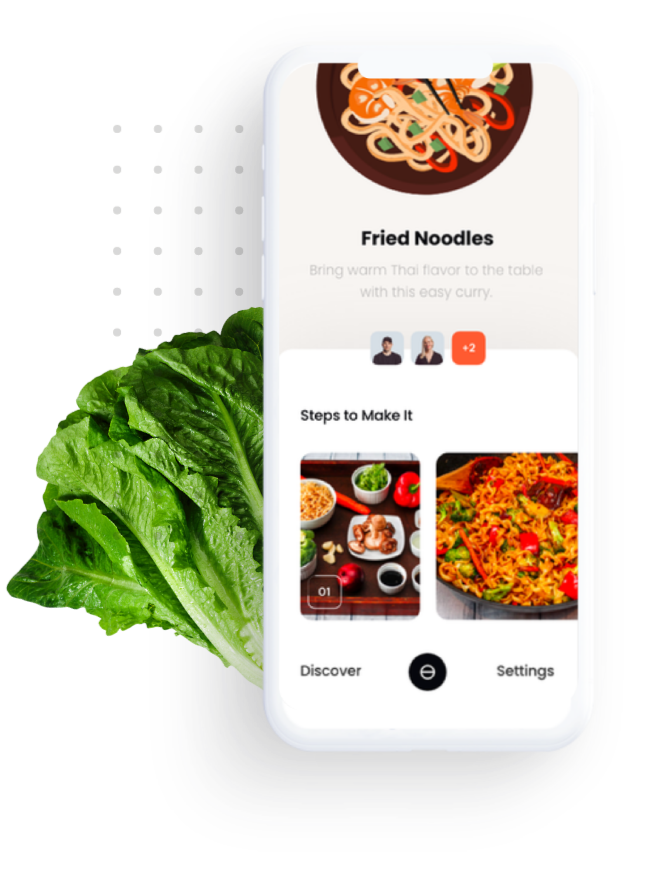 Fried Noodles
Bring warm Thai flavor to the table
with this easy curry.
+2
Steps to Make It
01
Discover
Settings